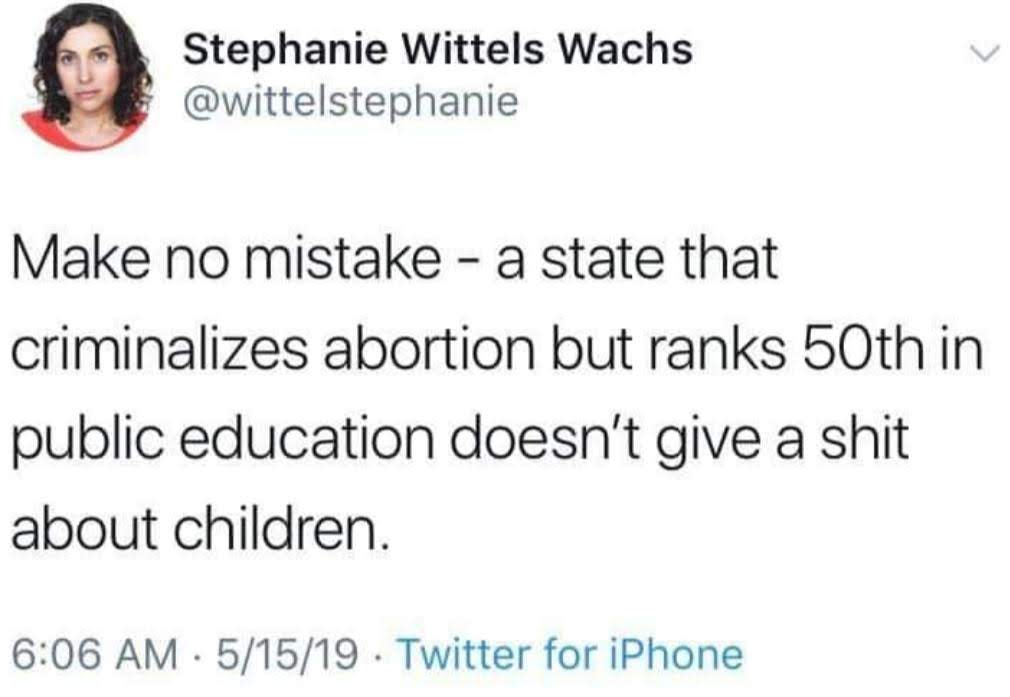 Stephanie Wittels Wachs
@wittelstephanie
Make no mistake - a state that
criminalizes abortion but ranks 50th in
public education doesn't give a shit
about children.
6:06 AM · 5/15/19 · Twitter for iPhone